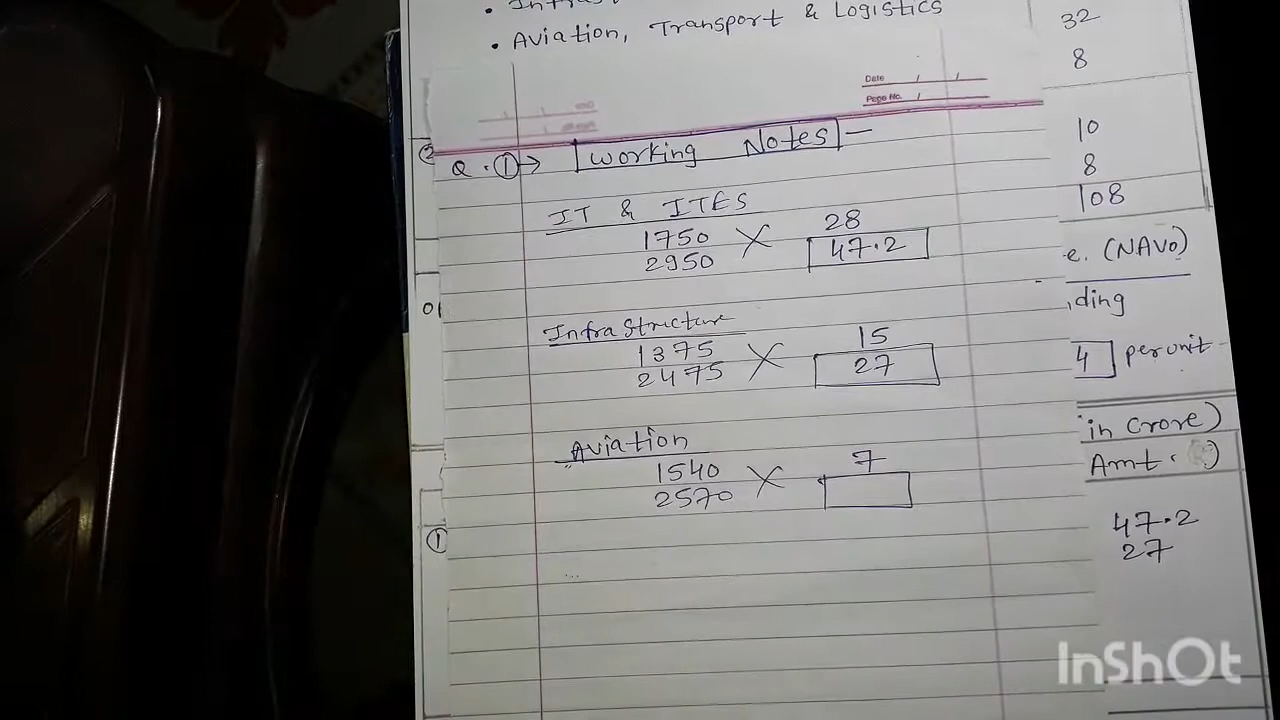 • Aviation, Transport & Logistics
32
8
Date / /
Page No. /
10
8
108
Q.①→ Working Notes —
IT & ITES
1750 × 28
2950 47.2
e. (NAV)
ding
Infrastructure
1375 × 15
2475 27
4 per unit
in Crore)
Amt.
Aviation
1540 × 7
2570
47.2
27
①
InShOt